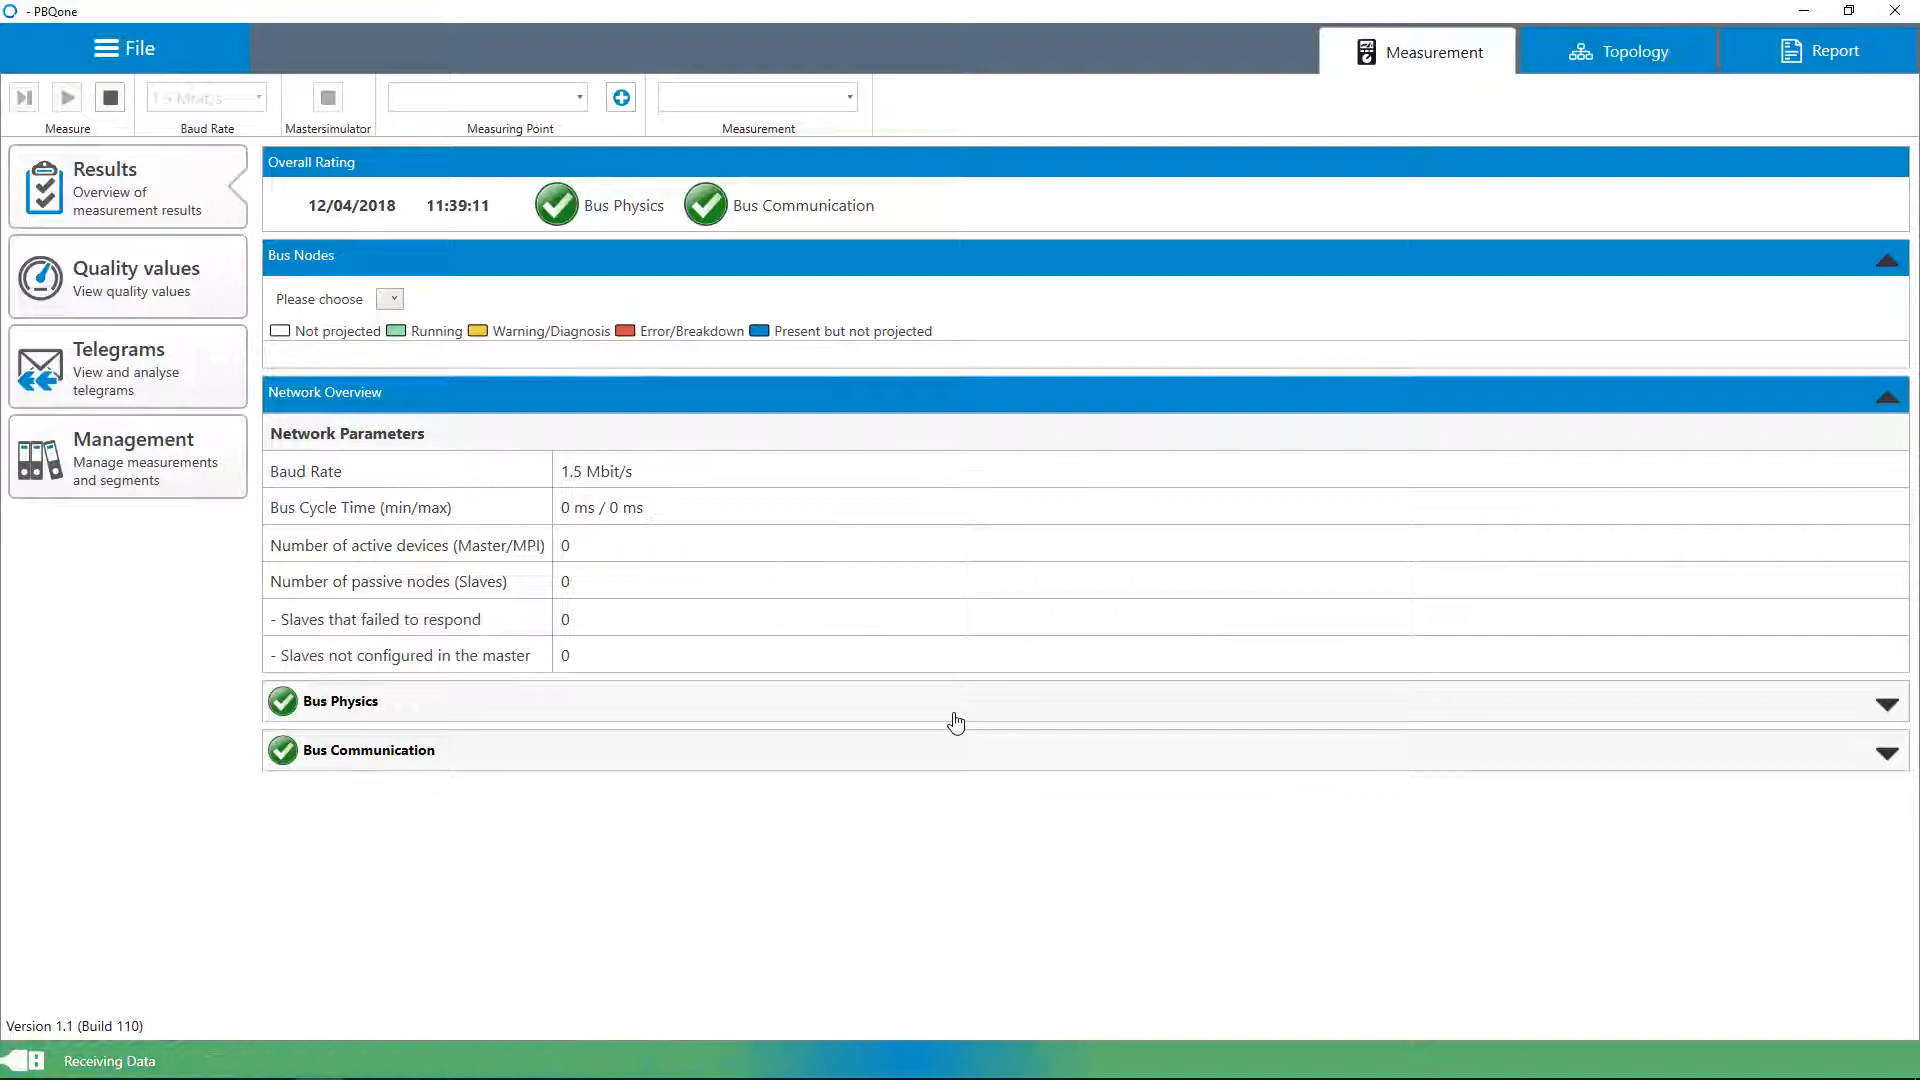 - PBQone
File
Measurement
Topology
Report
1.5 Mbit/s
Measure
Baud Rate
Mastersimulator
Measuring Point
Measurement
Results
Overview of
measurement results
Quality values
View quality values
Telegrams
View and analyse
telegrams
Management
Manage measurements
and segments
Overall Rating
12/04/2018 11:39:11 Bus Physics Bus Communication
Bus Nodes
Please choose
Not projected Running Warning/Diagnosis Error/Breakdown Present but not projected
Network Overview
Network Parameters
Baud Rate 1.5 Mbit/s
Bus Cycle Time (min/max) 0 ms / 0 ms
Number of active devices (Master/MPI) 0
Number of passive nodes (Slaves) 0
- Slaves that failed to respond 0
- Slaves not configured in the master 0
Bus Physics
Bus Communication
Version 1.1 (Build 110)
Receiving Data